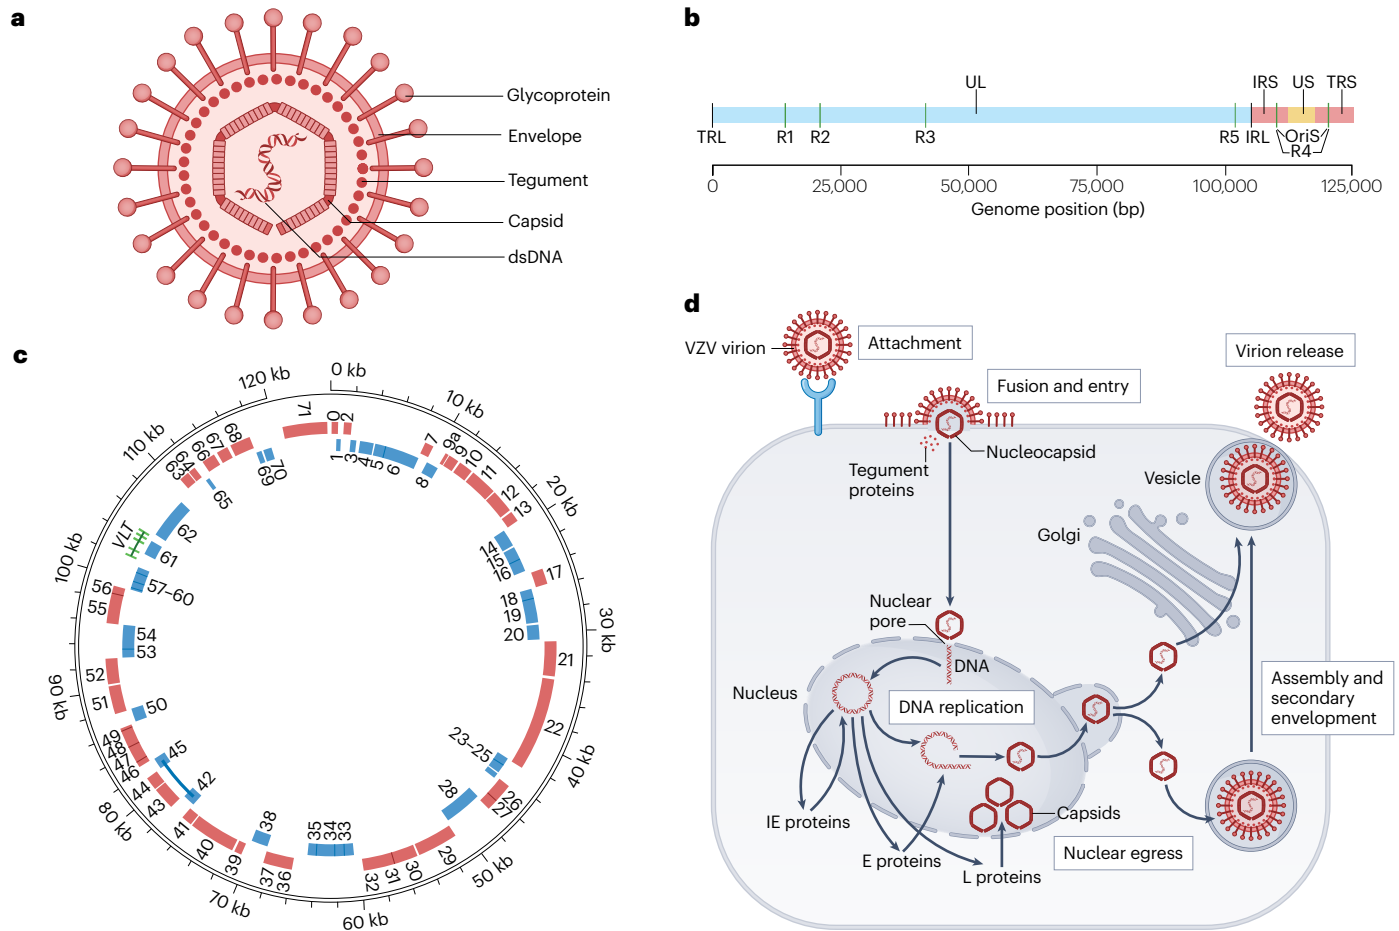 a
Glycoprotein
Envelope
Tegument
Capsid
dsDNA
b
UL
IRS US TRS
TRL R1 R2 R3 R5 IRL OriS
R4
0 25,000 50,000 75,000 100,000 125,000
Genome position (bp)
c
0 kb
10 kb
20 kb
30 kb
40 kb
50 kb
60 kb
70 kb
80 kb
90 kb
100 kb
110 kb
120 kb
0
1
2
3
4
5
6
7
8
9a
9
10
11
12
13
14
15
16
17
18
19
20
21
22
23–25
26
27
28
29
30
31
32
33
34
35
36
37
38
39
40
41
42
43
44
45
46
47
48
49
50
51
52
53
54
55
56
57–60
61
VLT
62
63
64
65
66
67
68
69
70
71
d
VZV virion
Attachment
Fusion and entry
Virion release
Nucleocapsid
Tegument
proteins
Vesicle
Golgi
Nuclear
pore
DNA
Nucleus
DNA replication
Assembly and
secondary
envelopment
IE proteins
Capsids
E proteins
Nuclear egress
L proteins